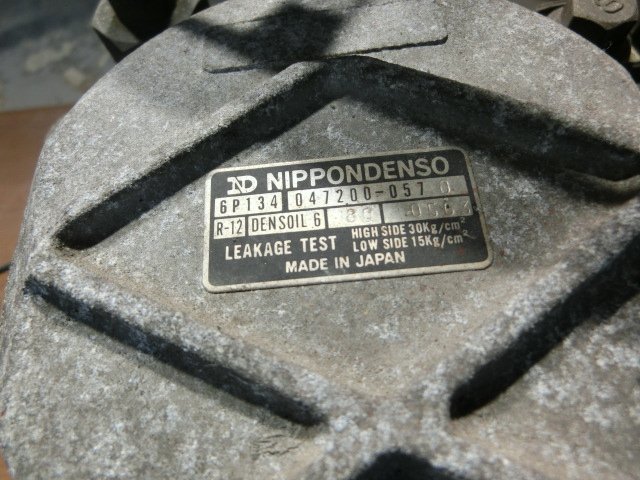 ND NIPPONDENSO
6P134 047200-0570
R-12 DENSOIL 6
LEAKAGE TEST HIGH SIDE 30Kg/cm²
LOW SIDE 15Kg/cm²
MADE IN JAPAN